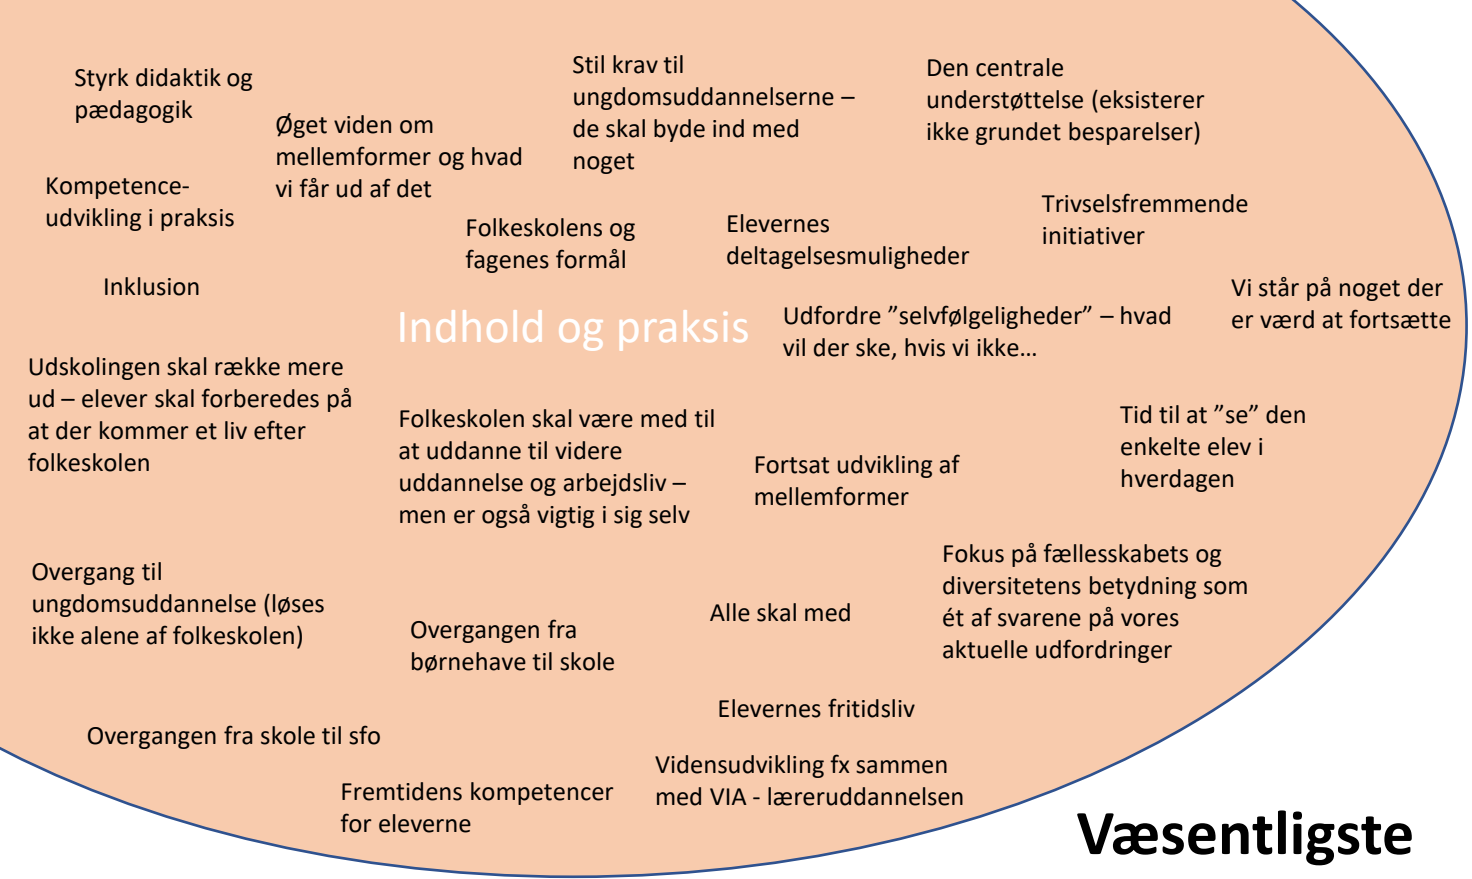 Styrk didaktik og
pædagogik
Øget viden om
mellemformer og hvad
vi får ud af det
Stil krav til
ungdomsuddannelserne –
de skal byde ind med
noget
Den centrale
understøttelse (eksisterer
ikke grundet besparelser)
Kompetence-
udvikling i praksis
Folkeskolens og
fagenes formål
Elevernes
deltagelsesmuligheder
Trivselsfremmende
initiativer
Inklusion
Indhold og praksis
Udfordre ”selvfølgeligheder” – hvad
vil der ske, hvis vi ikke…
Vi står på noget der
er værd at fortsætte
Udskolingen skal række mere
ud – elever skal forberedes på
at der kommer et liv efter
folkeskolen
Folkeskolen skal være med til
at uddanne til videre
uddannelse og arbejdsliv –
men er også vigtig i sig selv
Fortsat udvikling af
mellemformer
Tid til at ”se” den
enkelte elev i
hverdagen
Overgang til
ungdomsuddannelse (løses
ikke alene af folkeskolen)
Overgangen fra
børnehave til skole
Alle skal med
Fokus på fællesskabets og
diversitetens betydning som
ét af svarene på vores
aktuelle udfordringer
Elevernes fritidsliv
Overgangen fra skole til sfo
Fremtidens kompetencer
for eleverne
Vidensudvikling fx sammen
med VIA - læreruddannelsen
Væsentligste